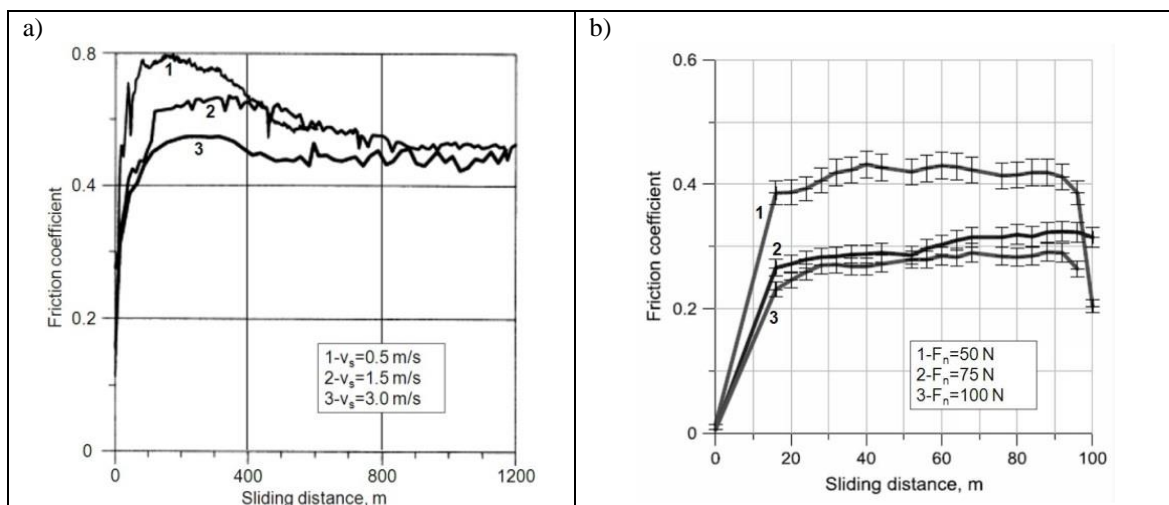 a)
0.8
0.4
0.2
0
Friction coefficient
1
2
3
1-vs=0.5 m/s
2-vs=1.5 m/s
3-vs=3.0 m/s
0
400
800
1200
Sliding distance, m
b)
0.6
0.4
0.2
0
Friction coefficient
1
2
3
1-Fn=50 N
2-Fn=75 N
3-Fn=100 N
0
20
40
60
80
100
Sliding distance, m